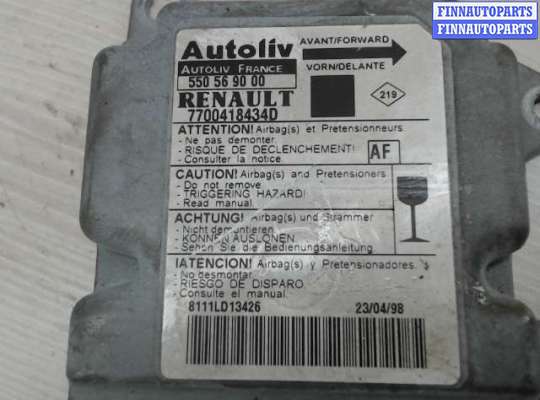 FINNAUTOPARTS
FINNAUTOPARTS
Autoliv
AVANT/FORWARD
AUTOLIV FRANCE
VORN/DELANTE
550 56 90 00
RENAULT
219
7700418434D
ATTENTION! Airbag(s) et Pretensionneurs
- Ne pas demonter.
- RISQUE DE DECLENCHEMENT!
AF
- Consulter la notice
CAUTION! Airbag(s) and Pretensioners
- Do not remove
- TRIGGERING HAZARD!
- Read manual.
ACHTUNG! Airbag(s) und Strammer
- Nicht demontieren
- KONNEN AUSLONEN
- Sehen Sie die Bedienungsanleitung
!ATENCION! Airbag(s) y Pretensionadores.
- No desmontar
- RIESGO DE DISPARO.
- Consulte el manual.
8111LD13426
23/04/98
FINNAUTOPARTS
FINNAUTOPARTS